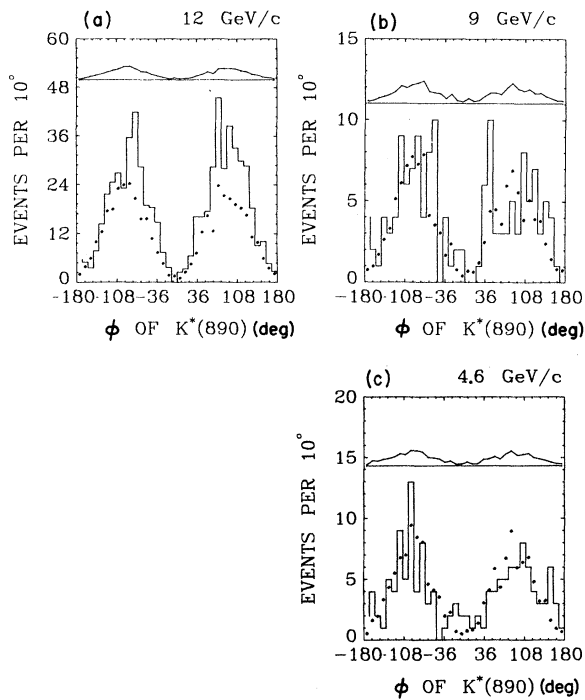 (a) 12 GeV/c
EVENTS PER 10°
60
48
36
24
12
0
-180 -108 -36 36 108 180
ϕ OF K*(890) (deg)
(b) 9 GeV/c
EVENTS PER 10°
15
10
5
0
-180 -108 -36 36 108 180
ϕ OF K*(890) (deg)
(c) 4.6 GeV/c
EVENTS PER 10°
20
15
10
5
0
-180 -108 -36 36 108 180
ϕ OF K*(890) (deg)